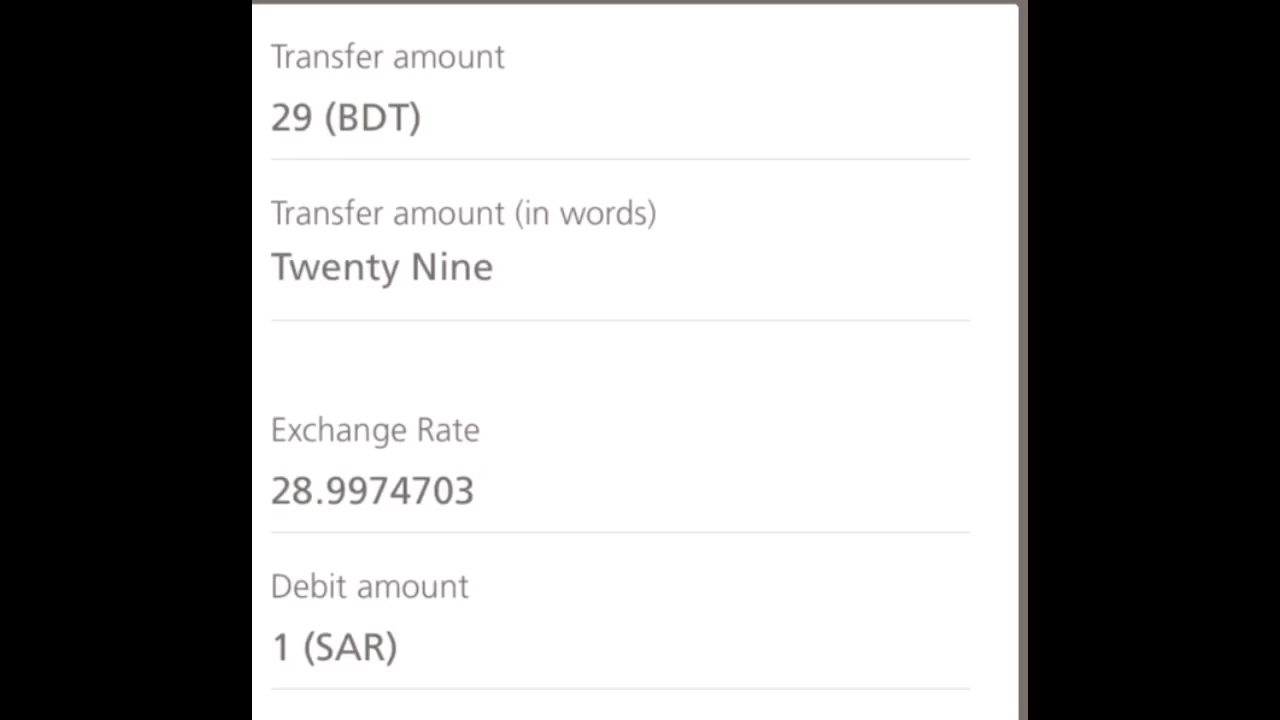 Transfer amount
29 (BDT)
Transfer amount (in words)
Twenty Nine
Exchange Rate
28.9974703
Debit amount
1 (SAR)